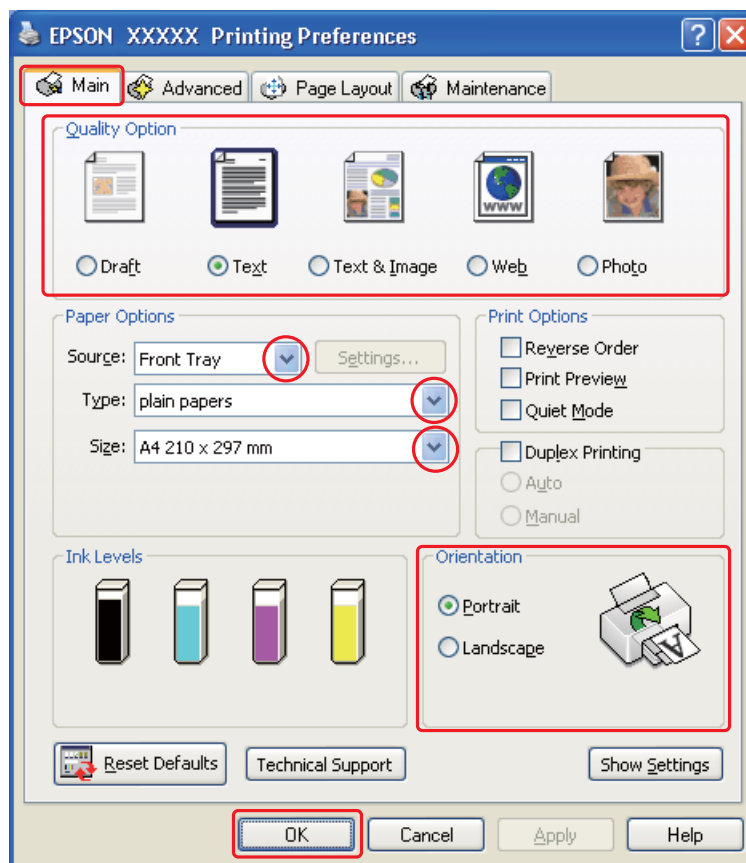 EPSON XXXXX Printing Preferences
Main Advanced Page Layout Maintenance
Quality Option
WWW
Draft Text Text & Image Web Photo
Paper Options
Source: Front Tray Settings...
Type: plain papers
Size: A4 210 x 297 mm
Print Options
Reverse Order
Print Preview
Quiet Mode
Duplex Printing
Auto
Manual
Ink Levels
Orientation
Portrait
Landscape
A
Reset Defaults Technical Support Show Settings
OK Cancel Apply Help